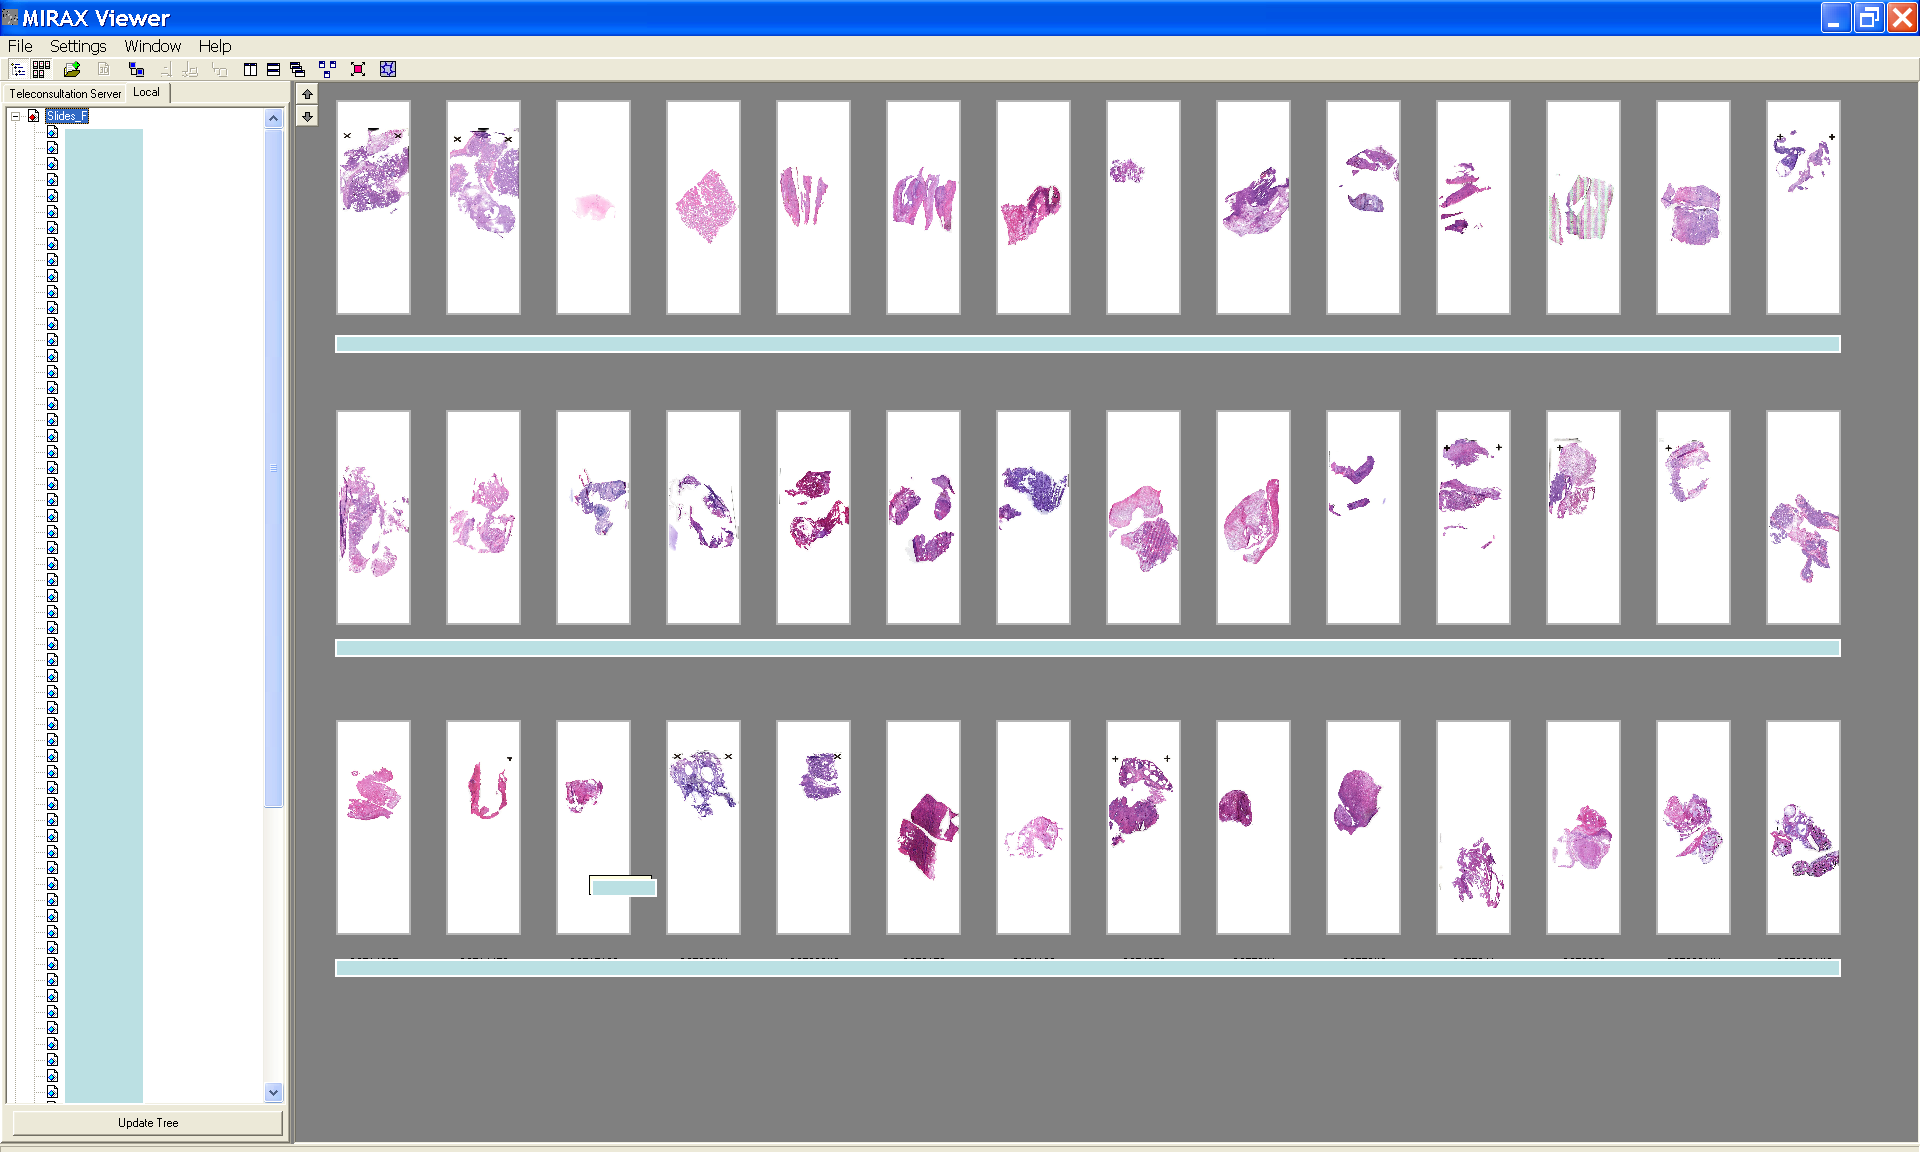 MIRAX Viewer
File Settings Window Help
Teleconsultation Server Local
Slides_F
Update Tree